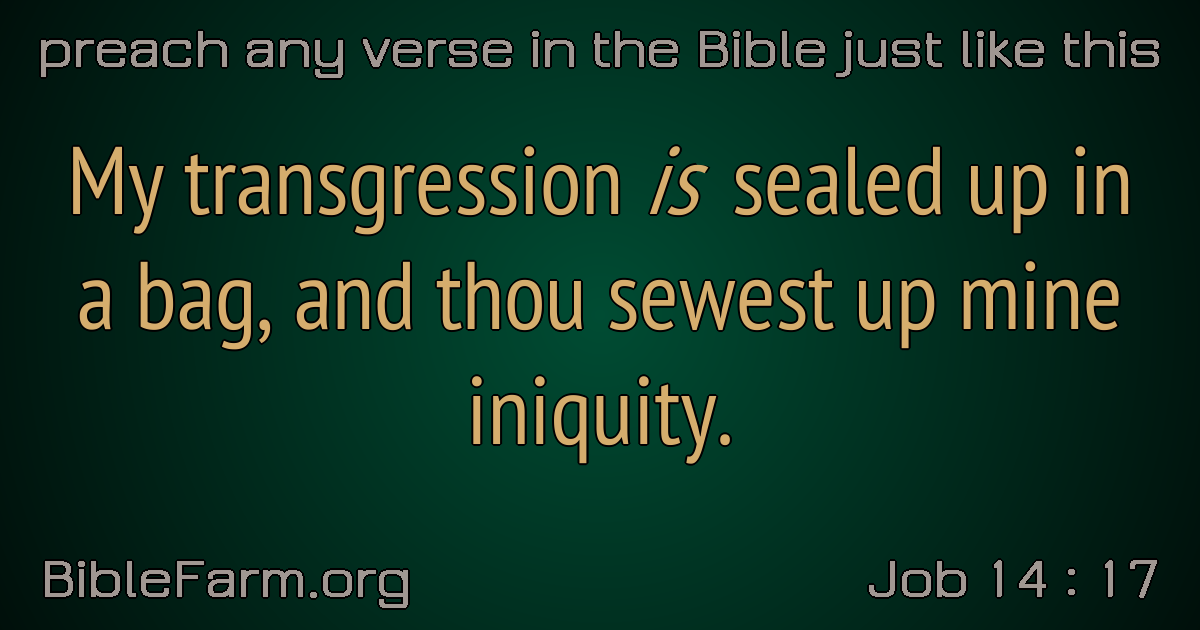 preach any verse in the Bible just like this
My transgression is sealed up in
a bag, and thou sewest up mine
iniquity.
BibleFarm.org
Job 14 : 17